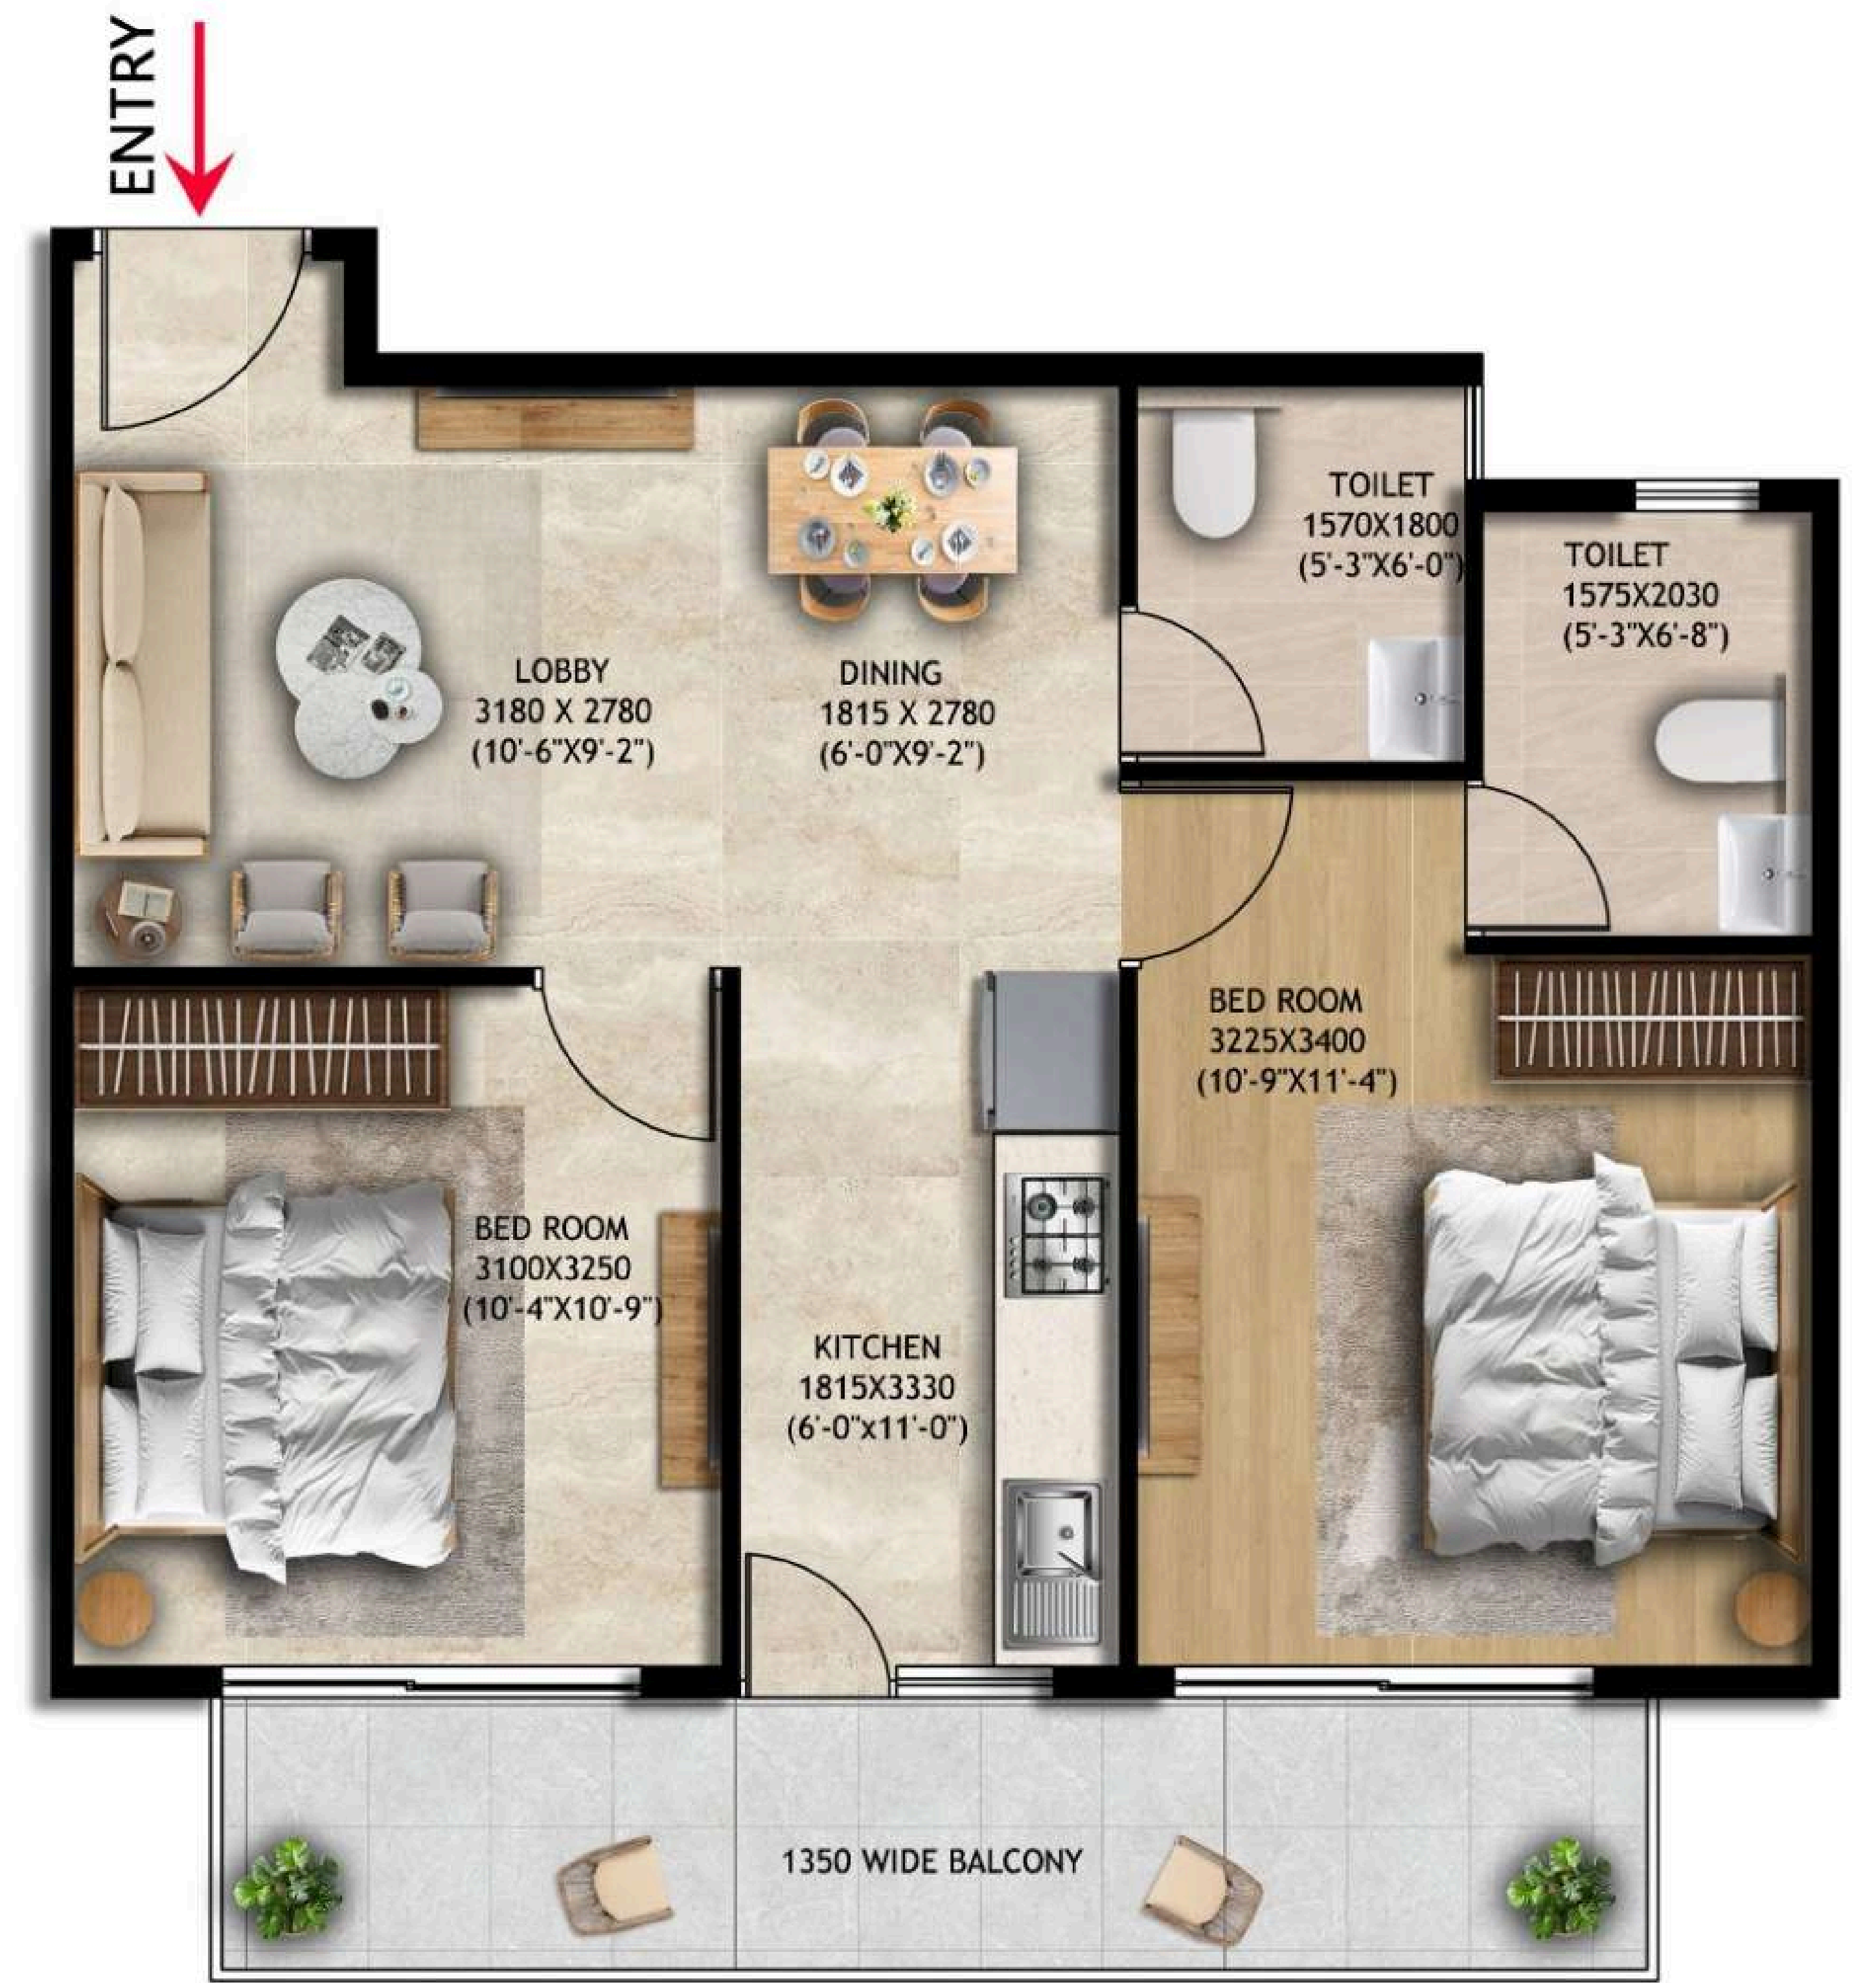 ENTRY
TOILET
1570X1800
(5'-3"X6'-0")
TOILET
1575X2030
(5'-3"X6'-8")
LOBBY
3180 X 2780
(10'-6"X9'-2")
DINING
1815 X 2780
(6'-0"X9'-2")
BED ROOM
3225X3400
(10'-9"X11'-4")
BED ROOM
3100X3250
(10'-4"X10'-9")
KITCHEN
1815X3330
(6'-0"x11'-0")
1350 WIDE BALCONY